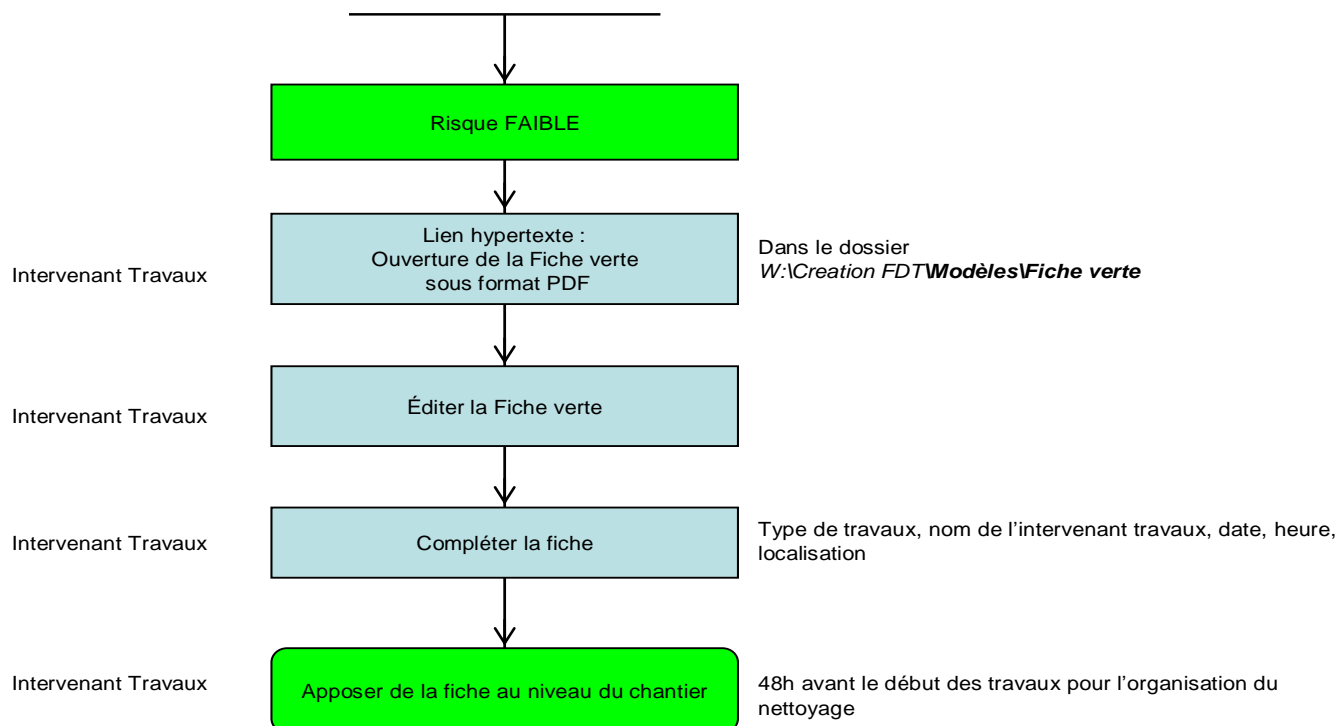 Risque FAIBLE
Intervenant Travaux
Lien hypertexte :
Ouverture de la Fiche verte
sous format PDF
Dans le dossier
W:\Creation FDT\Modèles\Fiche verte
Intervenant Travaux
Éditer la Fiche verte
Intervenant Travaux
Compléter la fiche
Type de travaux, nom de l’intervenant travaux, date, heure,
localisation
Intervenant Travaux
Apposer de la fiche au niveau du chantier
48h avant le début des travaux pour l’organisation du
nettoyage